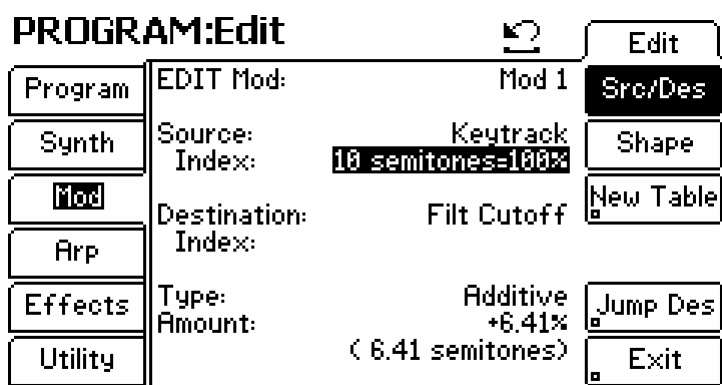 PROGRAM:Edit
Edit
Program
Synth
Mod
Arp
Effects
Utility
EDIT Mod: Mod 1
Source: Keytrack
Index: 10 semitones=100%
Destination: Filt Cutoff
Index:
Type: Additive
Amount: +6.41%
( 6.41 semitones)
Src/Des
Shape
New Table
Jump Des
Exit